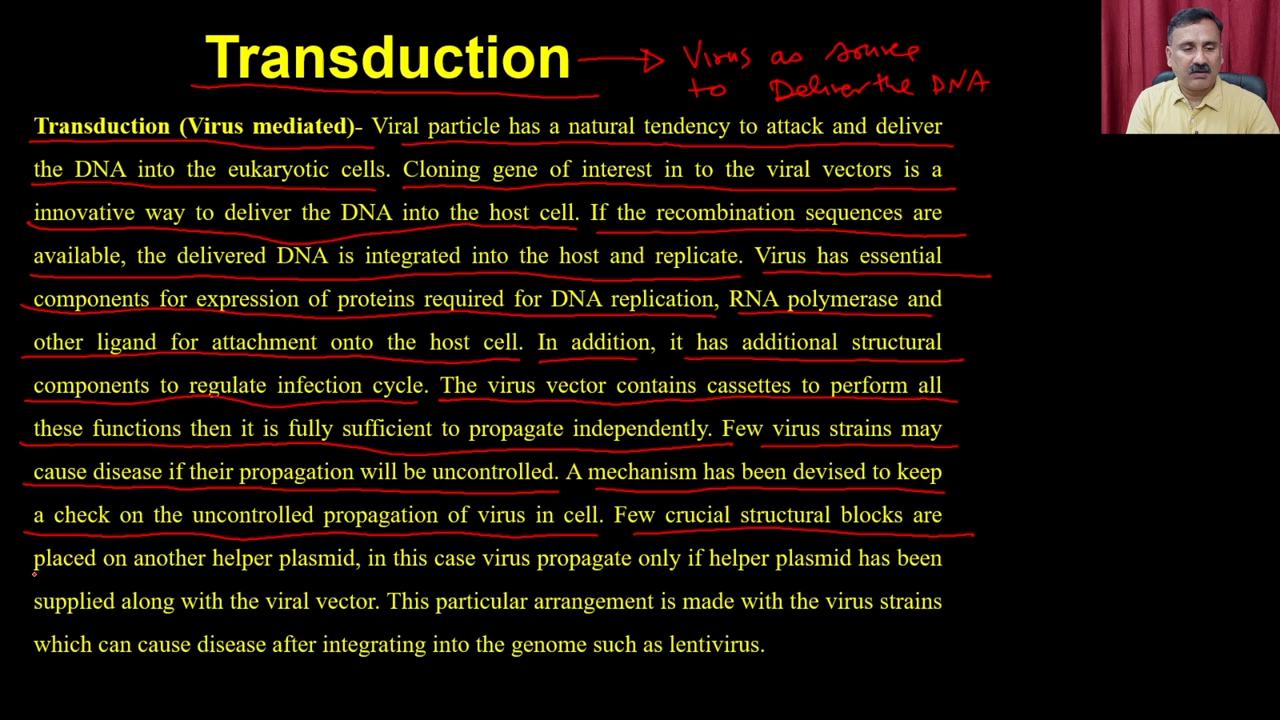 Transduction
Virus as source
to Deliver the DNA
Transduction (Virus mediated)- Viral particle has a natural tendency to attack and deliver
the DNA into the eukaryotic cells. Cloning gene of interest in to the viral vectors is a
innovative way to deliver the DNA into the host cell. If the recombination sequences are
available, the delivered DNA is integrated into the host and replicate. Virus has essential
components for expression of proteins required for DNA replication, RNA polymerase and
other ligand for attachment onto the host cell. In addition, it has additional structural
components to regulate infection cycle. The virus vector contains cassettes to perform all
these functions then it is fully sufficient to propagate independently. Few virus strains may
cause disease if their propagation will be uncontrolled. A mechanism has been devised to keep
a check on the uncontrolled propagation of virus in cell. Few crucial structural blocks are
placed on another helper plasmid, in this case virus propagate only if helper plasmid has been
supplied along with the viral vector. This particular arrangement is made with the virus strains
which can cause disease after integrating into the genome such as lentivirus.